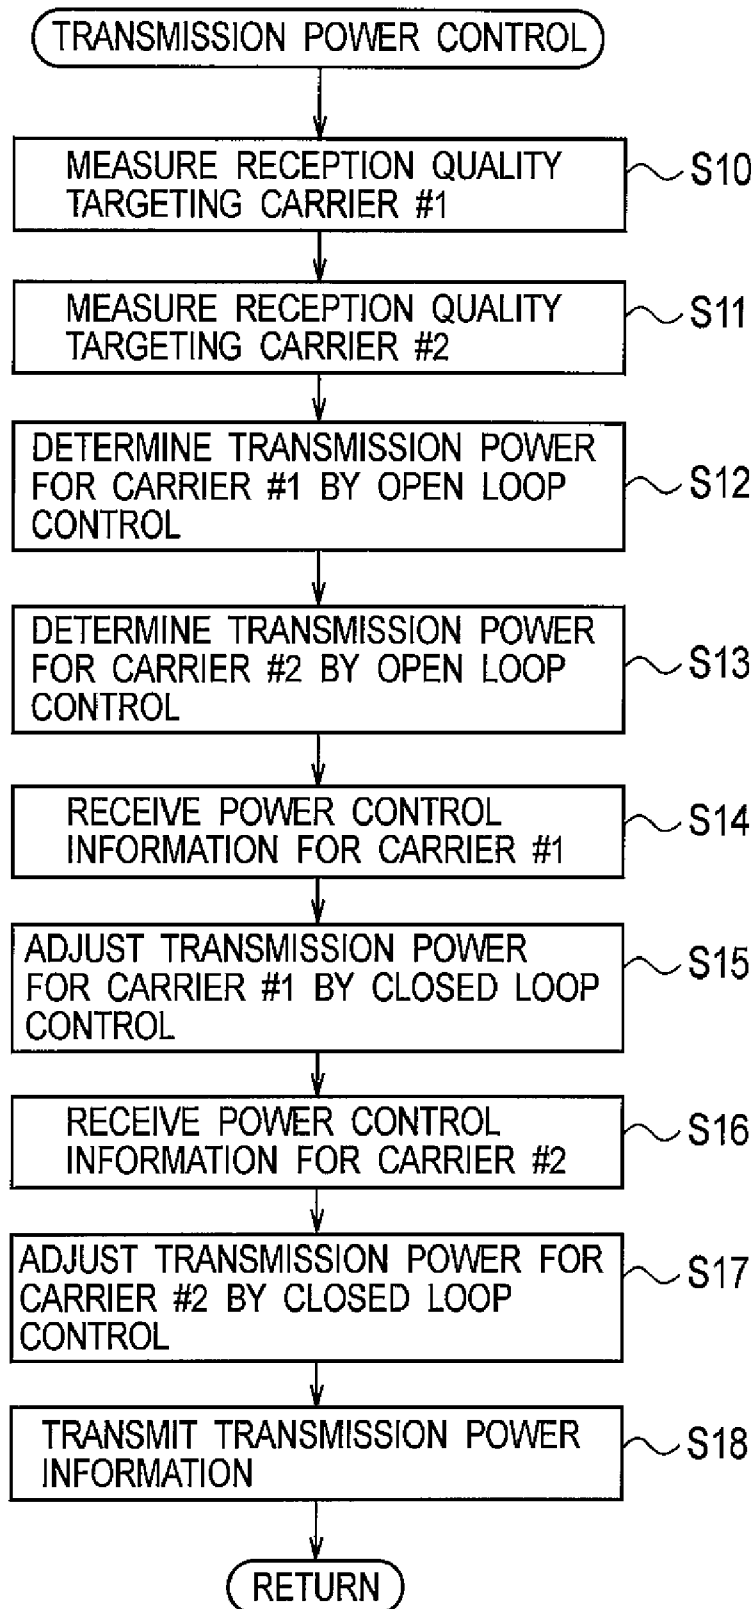 TRANSMISSION POWER CONTROL
MEASURE RECEPTION QUALITY
TARGETING CARRIER #1
S10
MEASURE RECEPTION QUALITY
TARGETING CARRIER #2
S11
DETERMINE TRANSMISSION POWER
FOR CARRIER #1 BY OPEN LOOP
CONTROL
S12
DETERMINE TRANSMISSION POWER
FOR CARRIER #2 BY OPEN LOOP
CONTROL
S13
RECEIVE POWER CONTROL
INFORMATION FOR CARRIER #1
S14
ADJUST TRANSMISSION POWER
FOR CARRIER #1 BY CLOSED LOOP
CONTROL
S15
RECEIVE POWER CONTROL
INFORMATION FOR CARRIER #2
S16
ADJUST TRANSMISSION POWER FOR
CARRIER #2 BY CLOSED LOOP
CONTROL
S17
TRANSMIT TRANSMISSION POWER
INFORMATION
S18
RETURN